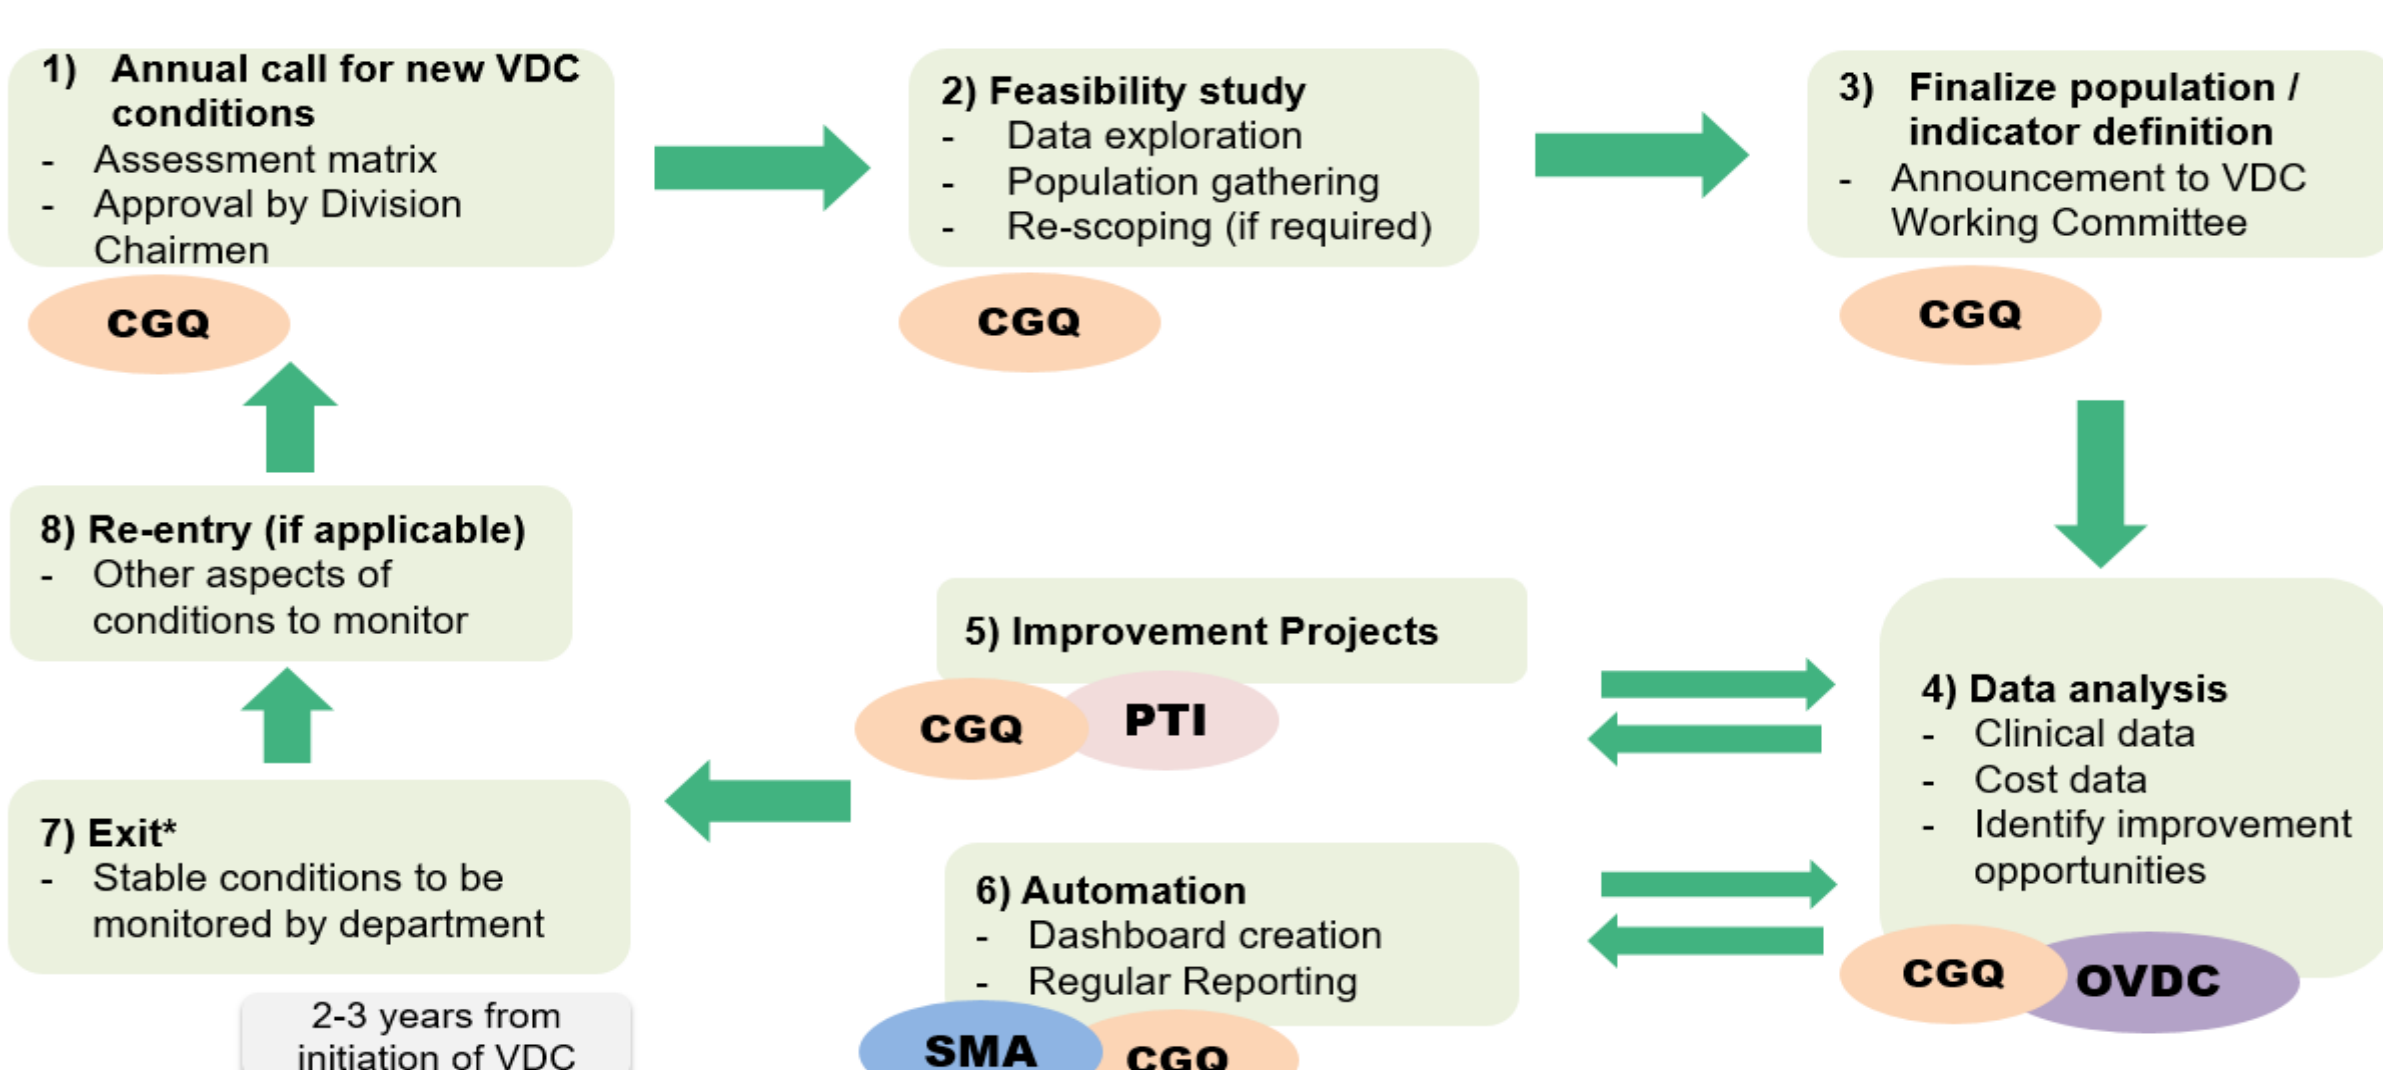 1) Annual call for new VDC
conditions
- Assessment matrix
- Approval by Division
Chairmen
CGQ
2) Feasibility study
- Data exploration
- Population gathering
- Re-scoping (if required)
CGQ
3) Finalize population /
indicator definition
- Announcement to VDC
Working Committee
CGQ
4) Data analysis
- Clinical data
- Cost data
- Identify improvement
opportunities
CGQ
OVDC
5) Improvement Projects
CGQ
PTI
6) Automation
- Dashboard creation
- Regular Reporting
SMA
CGQ
7) Exit*
- Stable conditions to be
monitored by department
2-3 years from
initiation of VDC
8) Re-entry (if applicable)
- Other aspects of
conditions to monitor